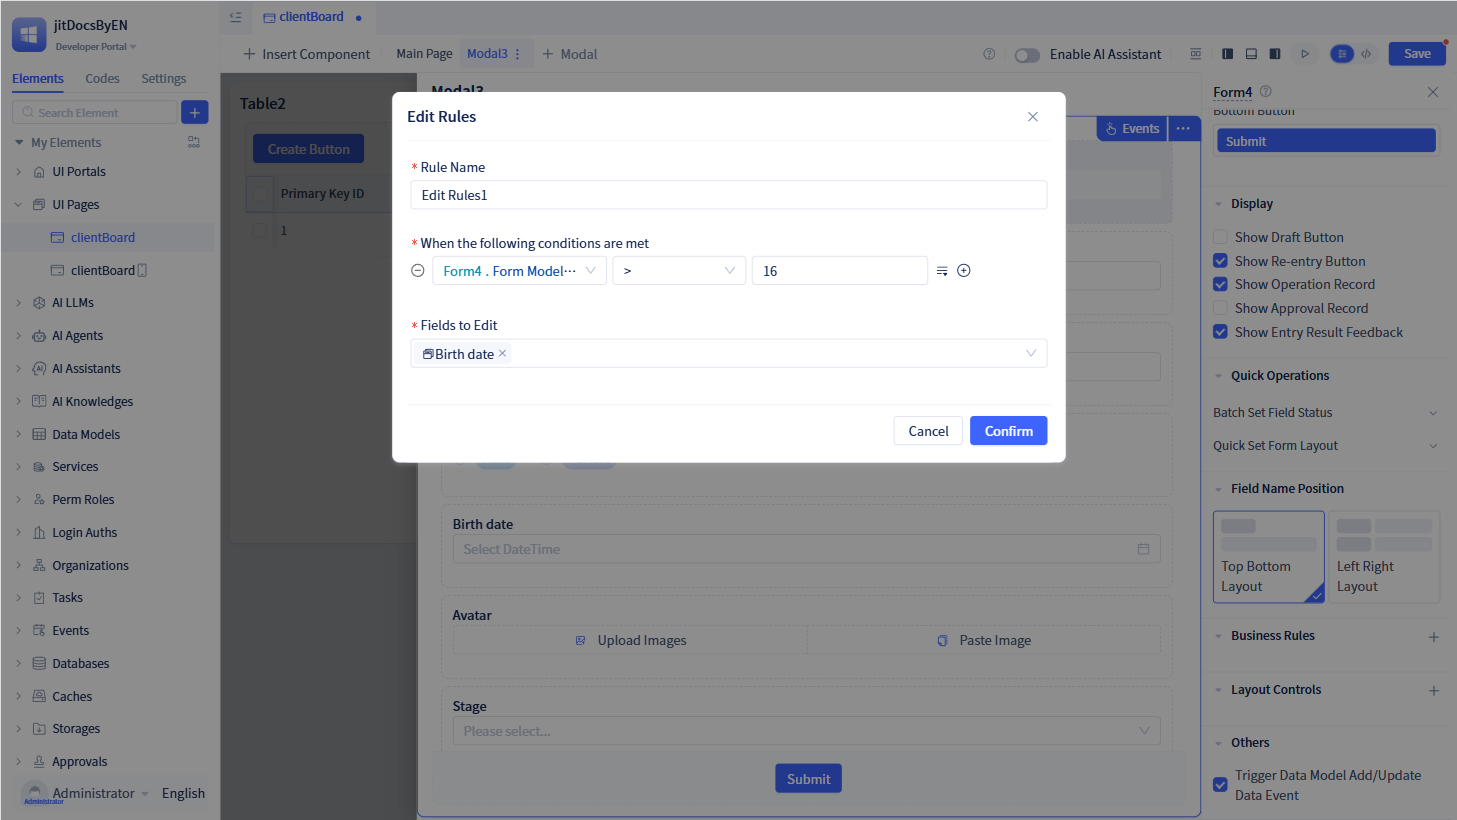 jitDocsByEN
Developer Portal
Elements
Codes
Settings
Search Element
My Elements
UI Portals
UI Pages
clientBoard
clientBoard
AI LLMs
AI Agents
AI Assistants
AI Knowledges
Data Models
Services
Perm Roles
Login Auths
Organizations
Tasks
Events
Databases
Caches
Storages
Approvals
Administrator
Administrator
English
clientBoard
Insert Component
Main Page
Modal3
Modal
Enable AI Assistant
Save
Table2
Create Button
Primary Key ID
1
Modal3
Events
Edit Rules
* Rule Name
Edit Rules1
* When the following conditions are met
Form4 . Form Model···
>
16
* Fields to Edit
Birth date
Cancel
Confirm
Birth date
Select DateTime
Avatar
Upload Images
Paste Image
Stage
Please select...
Submit
Form4
Bottom Button
Submit
Display
Show Draft Button
Show Re-entry Button
Show Operation Record
Show Approval Record
Show Entry Result Feedback
Quick Operations
Batch Set Field Status
Quick Set Form Layout
Field Name Position
Top Bottom
Layout
Left Right
Layout
Business Rules
Layout Controls
Others
Trigger Data Model Add/Update
Data Event